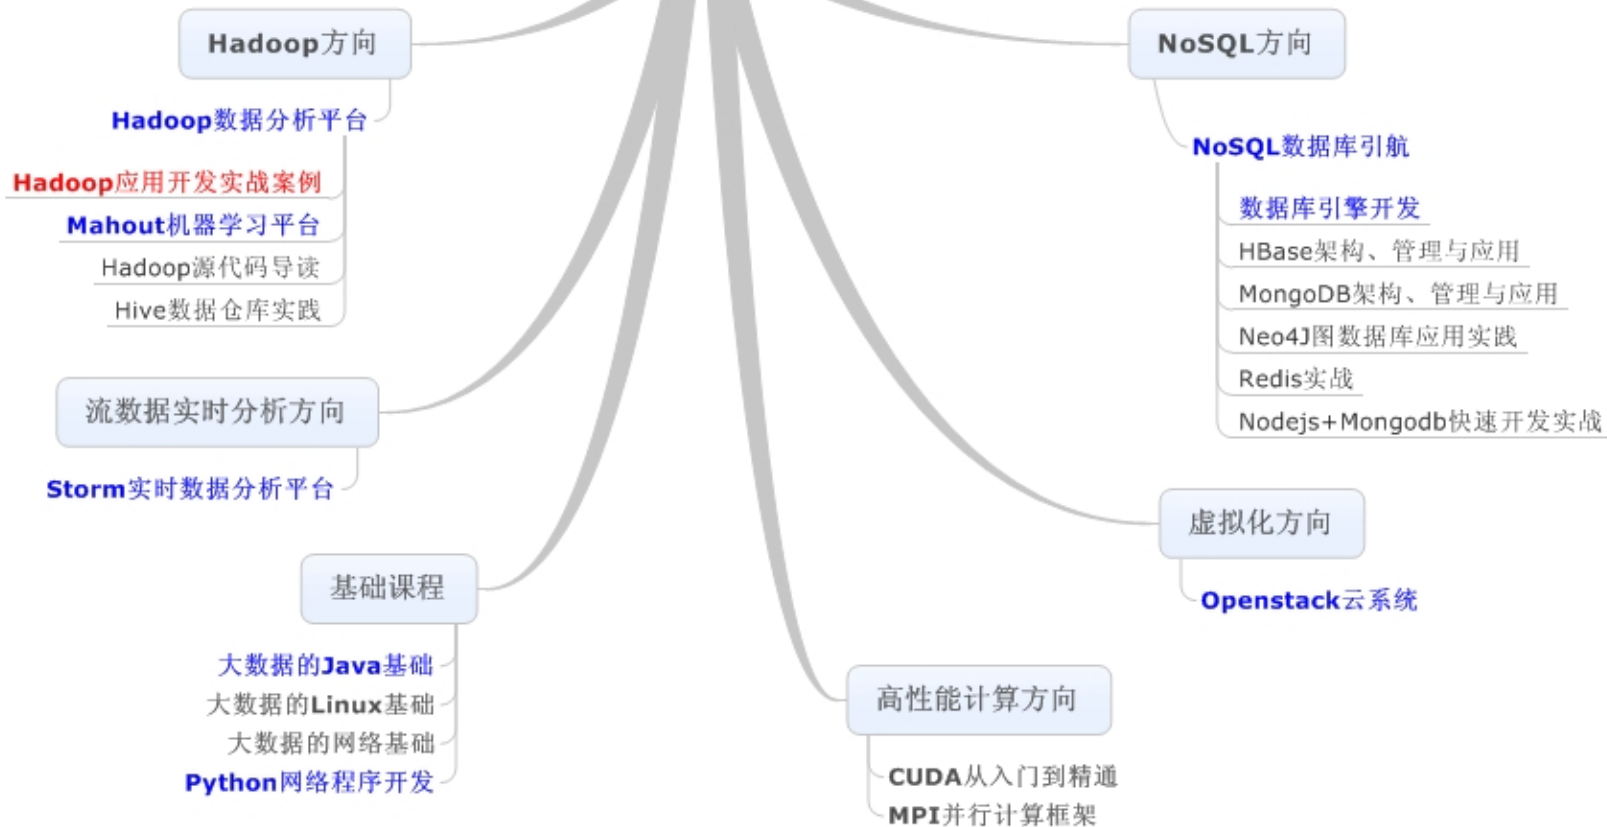 Hadoop方向
Hadoop数据分析平台
Hadoop应用开发实战案例
Mahout机器学习平台
Hadoop源代码导读
Hive数据仓库实践
流数据实时分析方向
Storm实时数据分析平台
基础课程
大数据的Java基础
大数据的Linux基础
大数据的网络基础
Python网络程序开发
NoSQL方向
NoSQL数据库引航
数据库引擎开发
HBase架构、管理与应用
MongoDB架构、管理与应用
Neo4J图数据库应用实践
Redis实战
Nodejs+Mongodb快速开发实战
虚拟化方向
Openstack云系统
高性能计算方向
CUDA从入门到精通
MPI并行计算框架